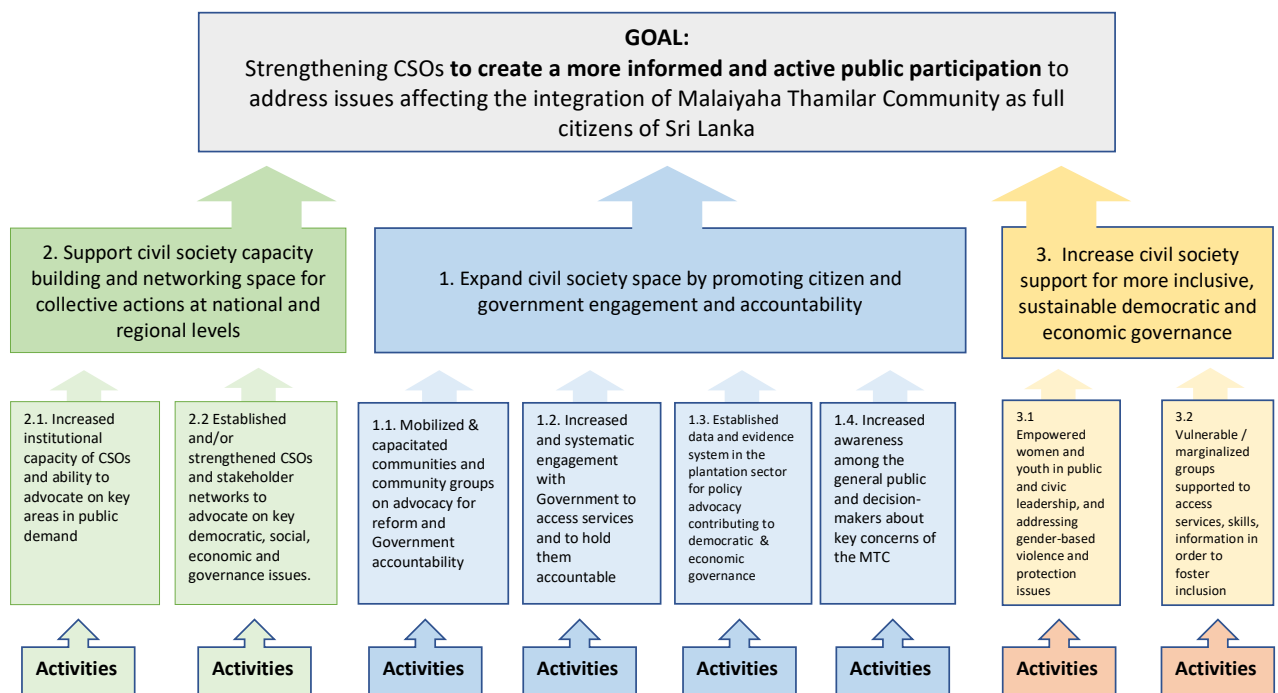 GOAL:
Strengthening CSOs to create a more informed and active public participation to
address issues affecting the integration of Malaiyaha Thamilar Community as full
citizens of Sri Lanka
2. Support civil society capacity
building and networking space for
collective actions at national and
regional levels
1. Expand civil society space by promoting citizen and
government engagement and accountability
3. Increase civil society
support for more inclusive,
sustainable democratic and
economic governance
2.1. Increased
institutional
capacity of CSOs
and ability to
advocate on key
areas in public
demand
2.2 Established
and/or
strengthened CSOs
and stakeholder
networks to
advocate on key
democratic, social,
economic and
governance issues.
1.1. Mobilized &
capacitated
communities and
community groups
on advocacy for
reform and
Government
accountability
1.2. Increased
and systematic
engagement
with
Government to
access services
and to hold
them
accountable
1.3. Established
data and evidence
system in the
plantation sector
for policy
advocacy
contributing to
democratic &
economic
governance
1.4. Increased
awareness
among the
general public
and decision-
makers about
key concerns of
the MTC
3.1
Empowered
women and
youth in public
and civic
leadership, and
addressing
gender-based
violence and
protection
issues
3.2
Vulnerable /
marginalized
groups
supported to
access
services, skills,
information in
order to
foster
inclusion
Activities
Activities
Activities
Activities
Activities
Activities
Activities
Activities